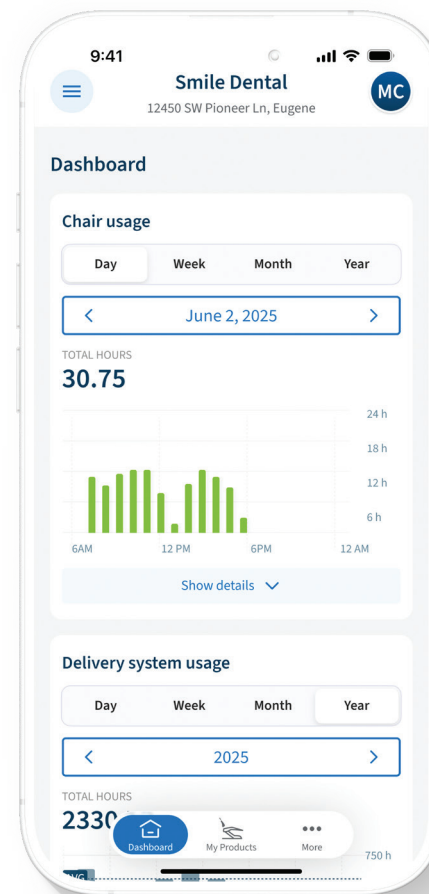 9:41
Smile Dental
MC
12450 SW Pioneer Ln, Eugene
Dashboard
Chair usage
Day Week Month Year
June 2, 2025
TOTAL HOURS
30.75
24 h
18 h
12 h
6 h
6AM 12 PM 6PM 12 AM
Show details
Delivery system usage
Day Week Month Year
2025
TOTAL HOURS
2330
Dashboard My Products More
750 h